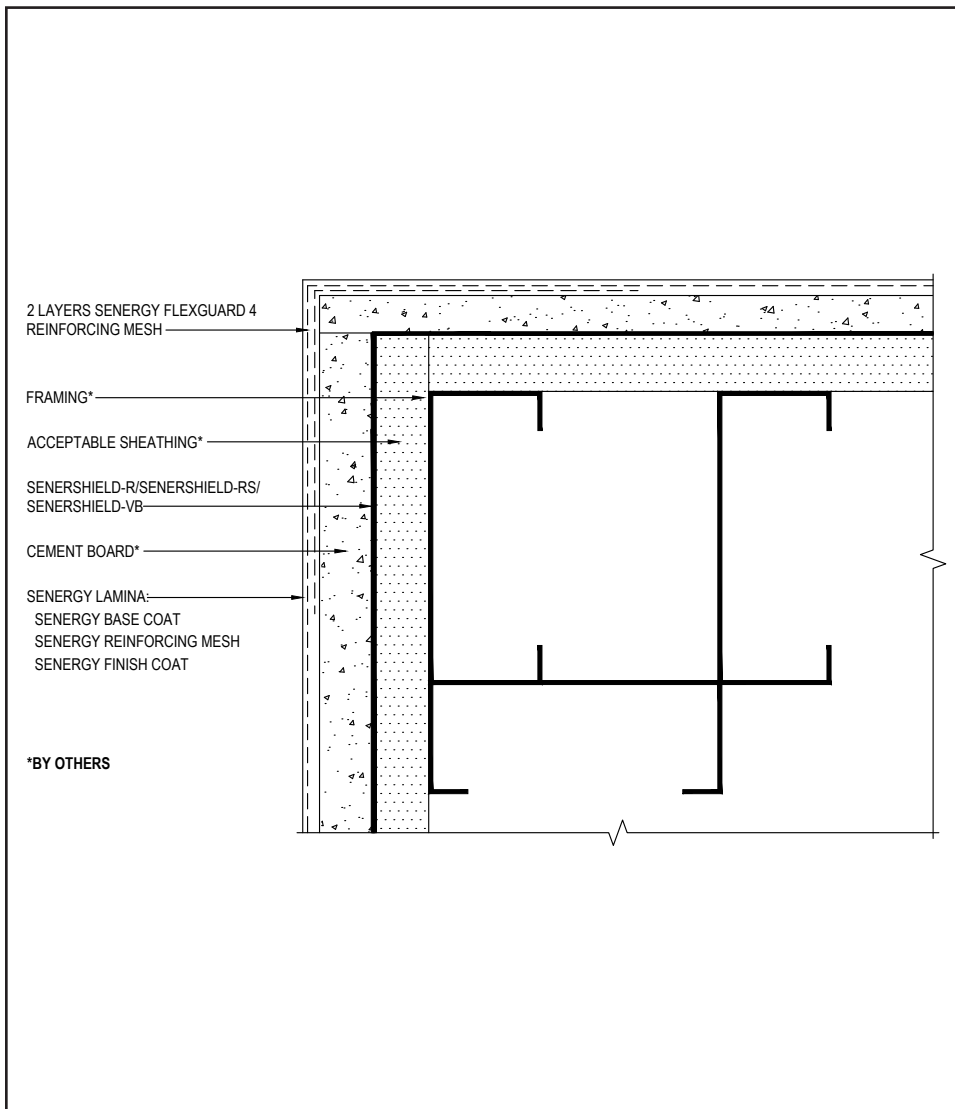 2 LAYERS SENERGY FLEXGUARD 4
REINFORCING MESH
FRAMING*
ACCEPTABLE SHEATHING*
SENERSHIELD-R/SENERSHIELD-RS/
SENERSHIELD-VB
CEMENT BOARD*
SENERGY LAMINA:
SENERGY BASE COAT
SENERGY REINFORCING MESH
SENERGY FINISH COAT
*BY OTHERS